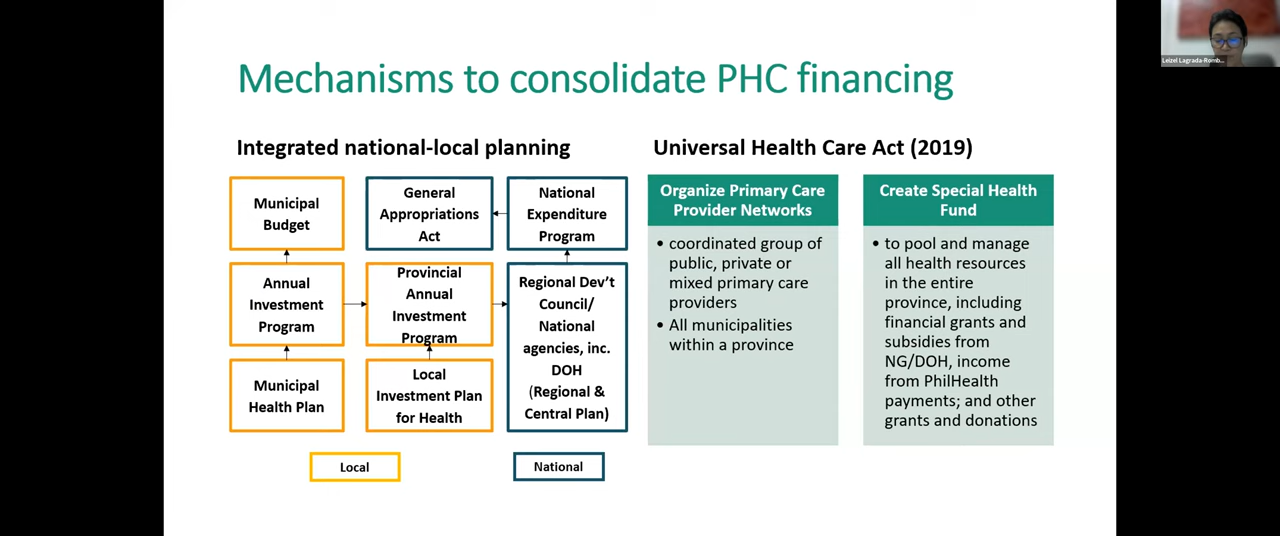 Mechanisms to consolidate PHC financing
Integrated national-local planning
Municipal
Budget
General
Appropriations
Act
National
Expenditure
Program
Annual
Investment
Program
Provincial
Annual
Investment
Program
Regional Dev't
Council/
National
agencies, inc.
DOH
(Regional &
Central Plan)
Municipal
Health Plan
Local
Investment Plan
for Health
Local
National
Universal Health Care Act (2019)
Organize Primary Care
Provider Networks
• coordinated group of
public, private or
mixed primary care
providers
• All municipalities
within a province
Create Special Health
Fund
• to pool and manage
all health resources
in the entire
province, including
financial grants and
subsidies from
NG/DOH, income
from PhilHealth
payments; and other
grants and donations
Leizel Lagrada-Romb...